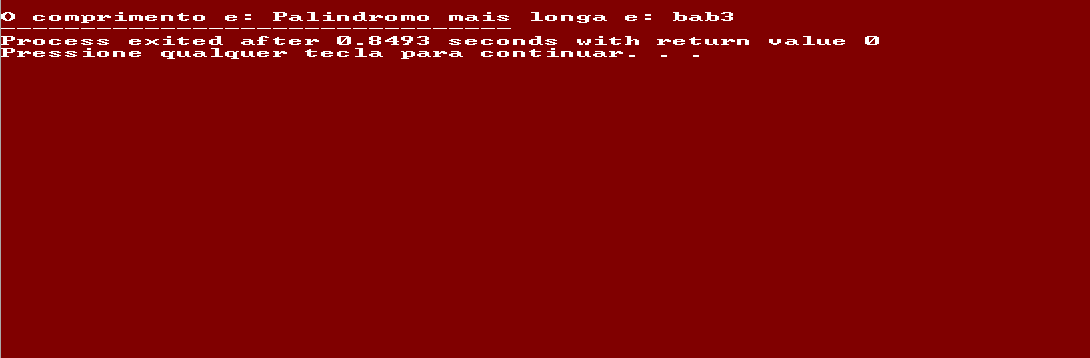 O comprimento e: Palindromo mais longa e: bab3
--------------------------------
Process exited after 0.8493 seconds with return value 0
Pressione qualquer tecla para continuar. . .